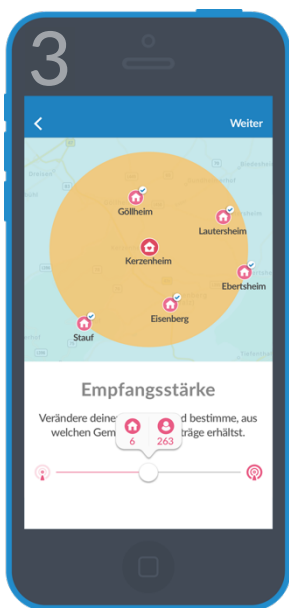 3
Weiter
Göllheim
Lautersheim
Kerzenheim
Ebertsheim
Eisenberg
Stauf
Empfangsstärke
Verändere deine d bestimme, aus
welchen Gem träge erhältst.
6 263